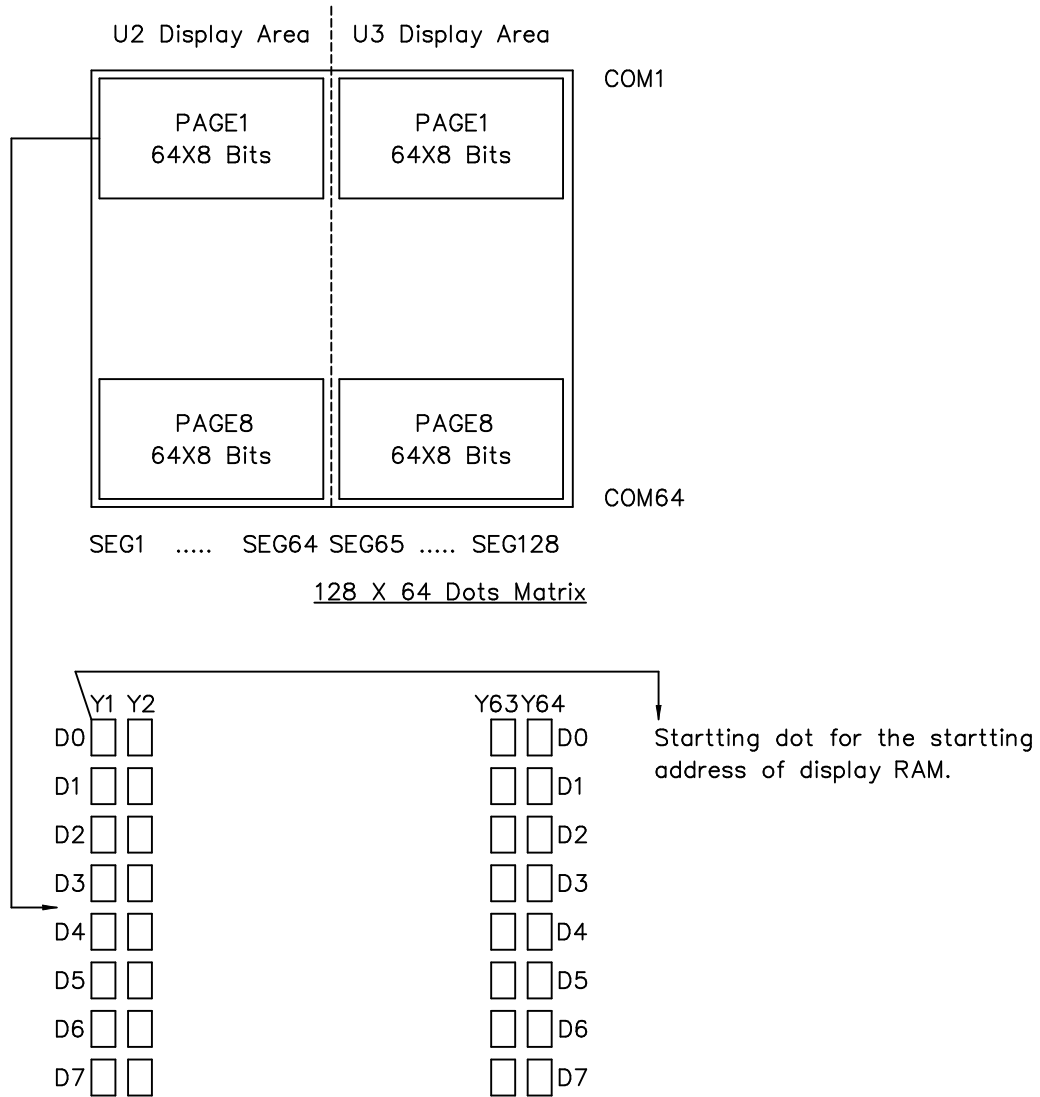 U2 Display Area U3 Display Area
COM1
PAGE1 PAGE1
64X8 Bits 64X8 Bits
PAGE8 PAGE8
64X8 Bits 64X8 Bits
COM64
SEG1 ..... SEG64 SEG65 ..... SEG128
128 X 64 Dots Matrix
Y1 Y2 Y63 Y64
D0 D0 Startting dot for the startting
address of display RAM.
D1 D1
D2 D2
D3 D3
D4 D4
D5 D5
D6 D6
D7 D7